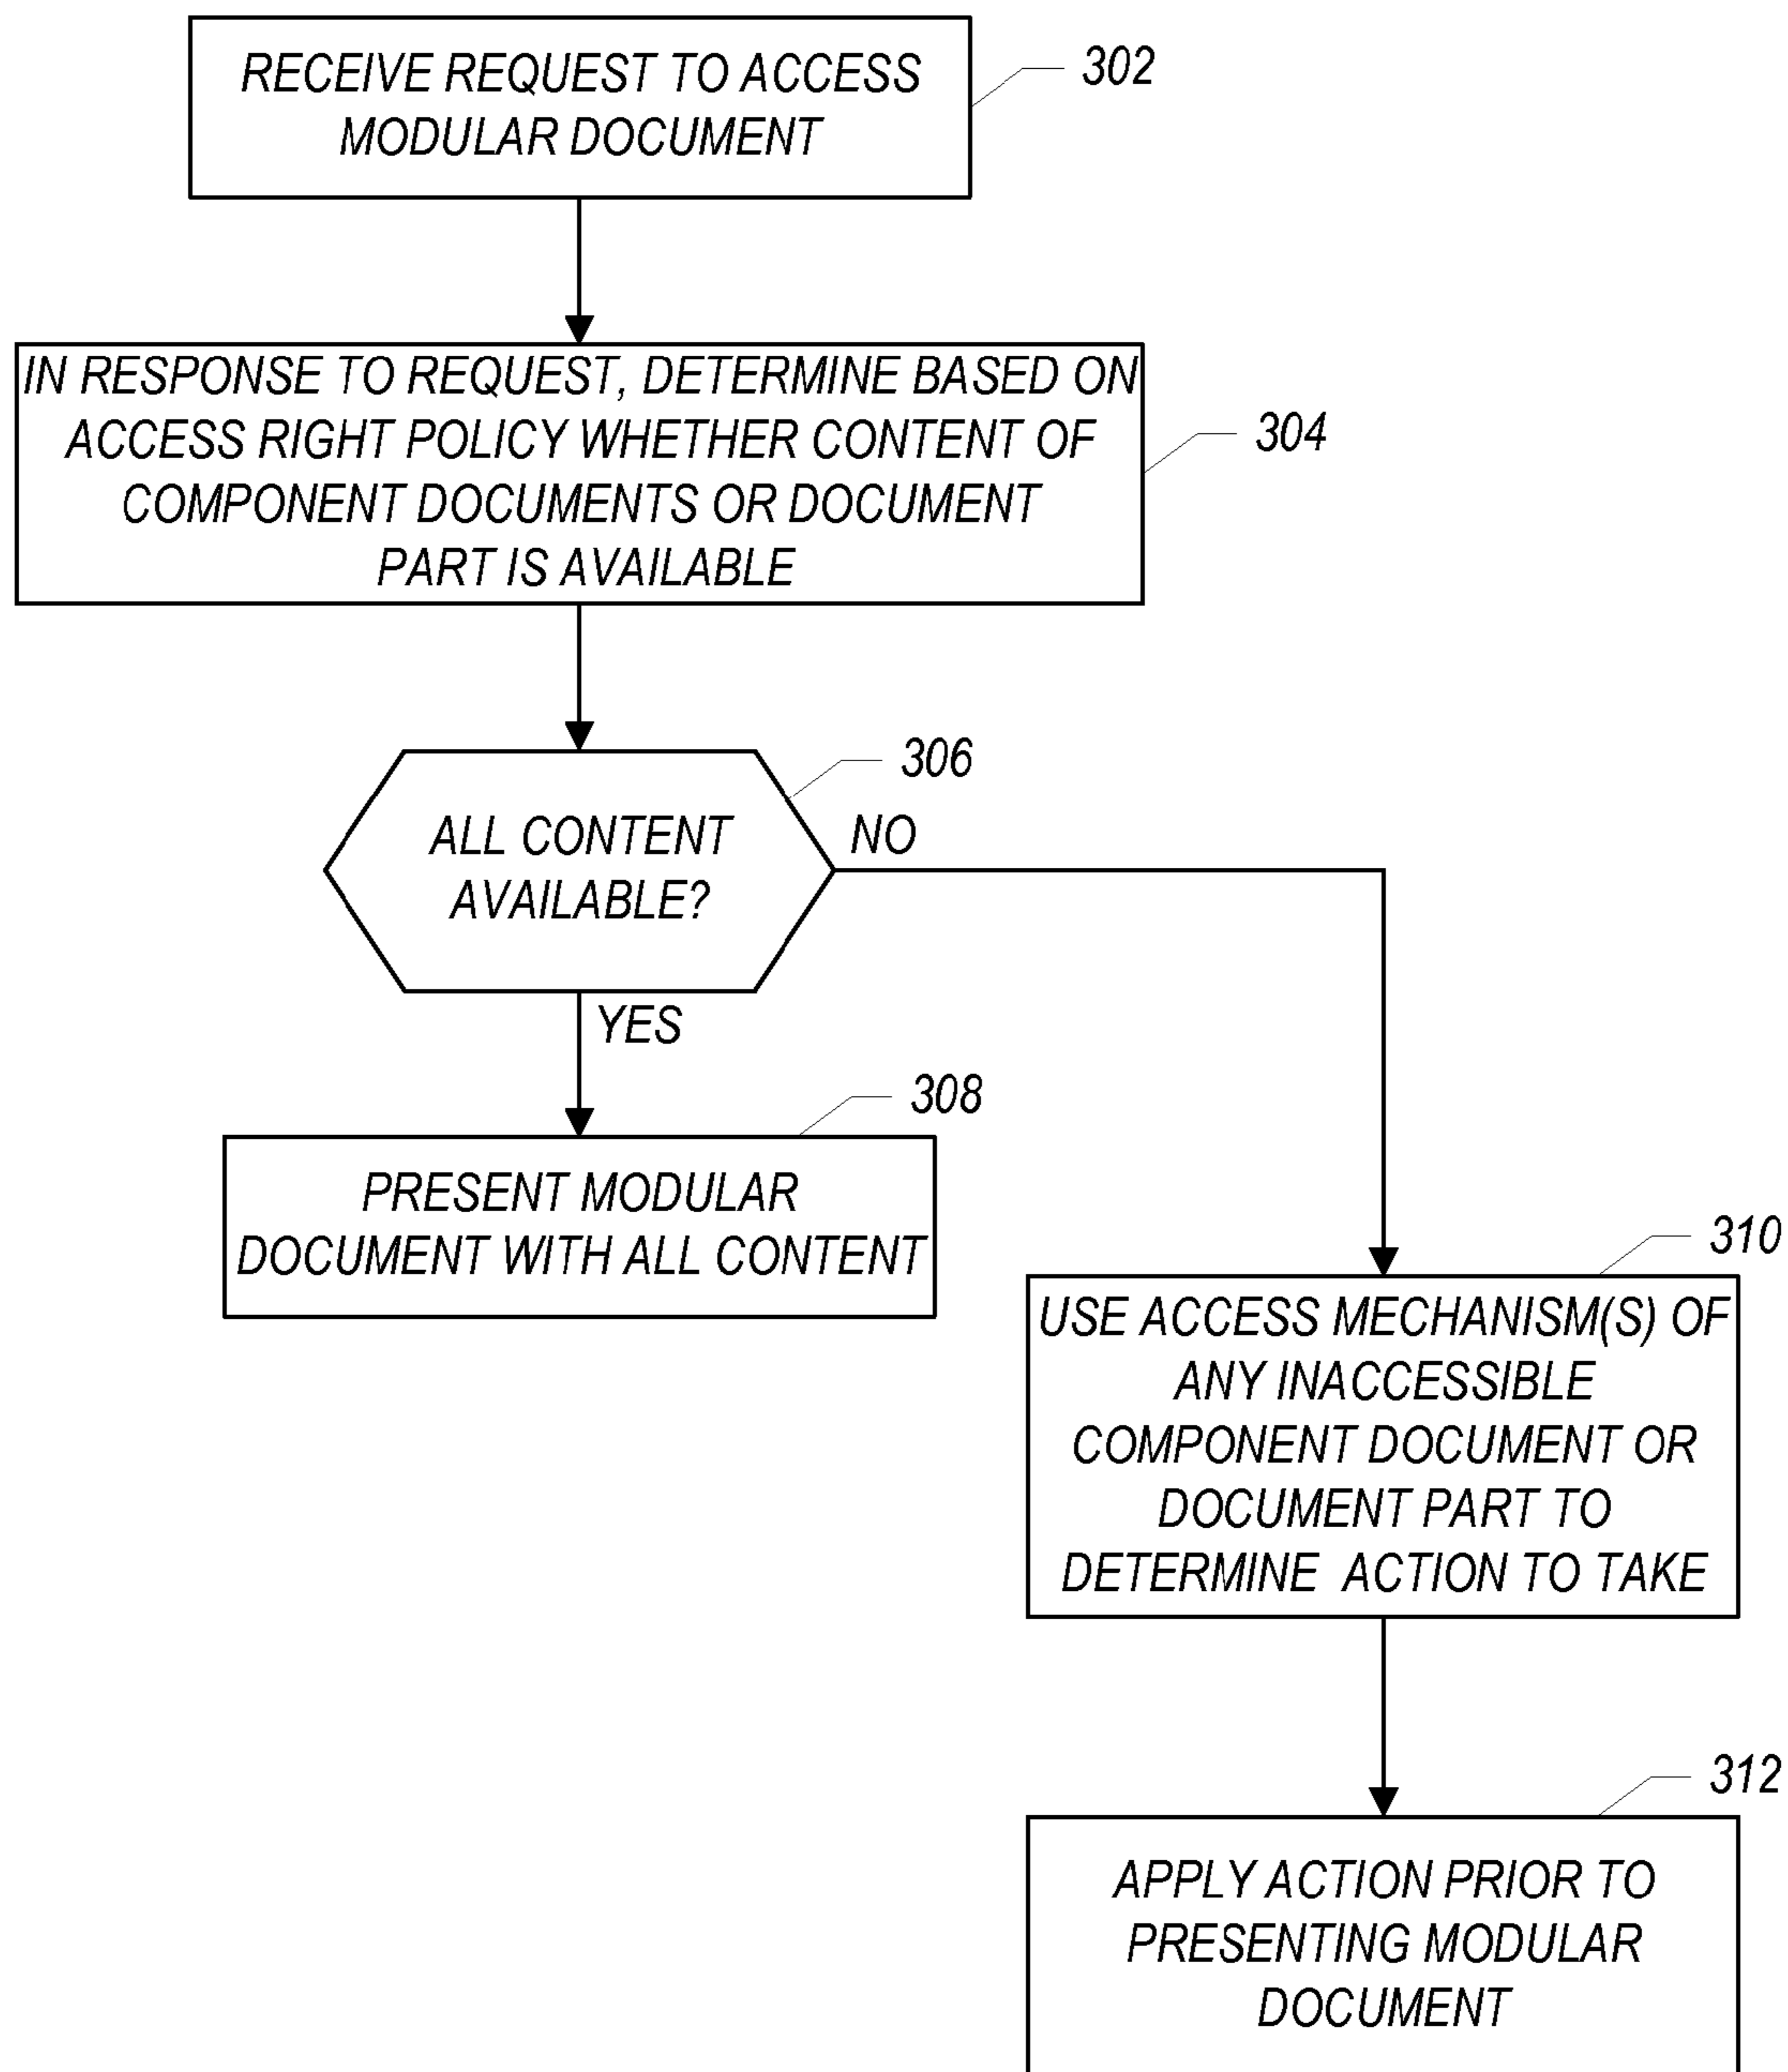 RECEIVE REQUEST TO ACCESS
MODULAR DOCUMENT
302
IN RESPONSE TO REQUEST, DETERMINE BASED ON
ACCESS RIGHT POLICY WHETHER CONTENT OF
COMPONENT DOCUMENTS OR DOCUMENT
PART IS AVAILABLE
304
306
ALL CONTENT
AVAILABLE?
NO
YES
308
PRESENT MODULAR
DOCUMENT WITH ALL CONTENT
310
USE ACCESS MECHANISM(S) OF
ANY INACCESSIBLE
COMPONENT DOCUMENT OR
DOCUMENT PART TO
DETERMINE ACTION TO TAKE
312
APPLY ACTION PRIOR TO
PRESENTING MODULAR
DOCUMENT